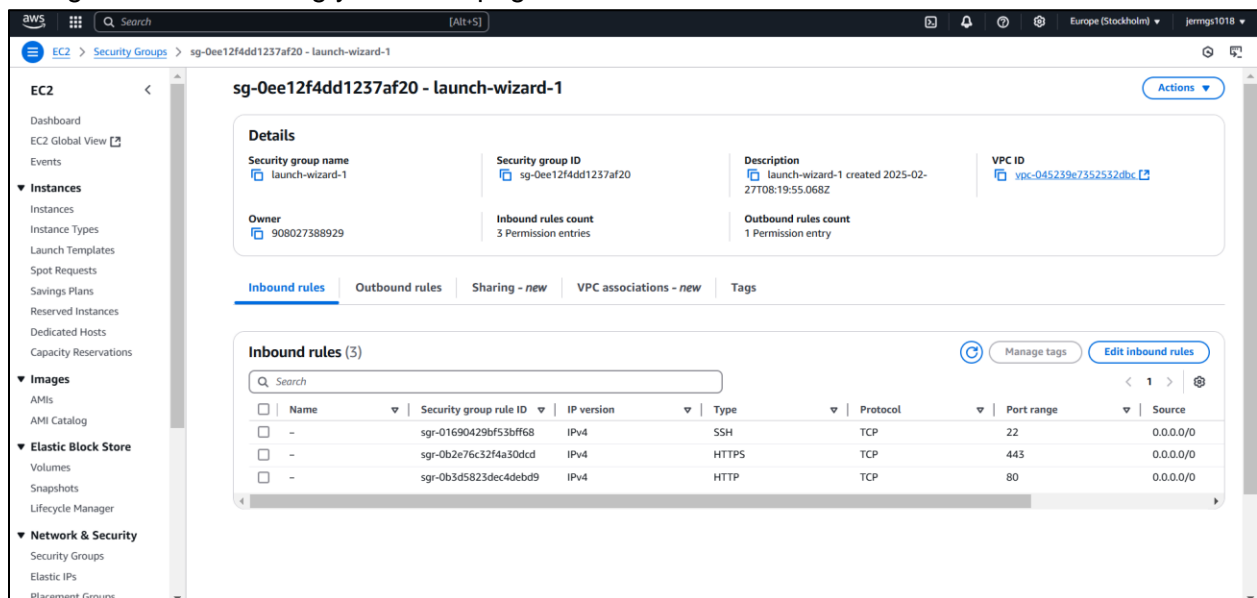 aws Search [Alt+S] Europe (Stockholm) jermgs1018
EC2 > Security Groups > sg-0ee12f4dd1237af20 - launch-wizard-1
EC2
Dashboard
EC2 Global View
Events
Instances
Instances
Instance Types
Launch Templates
Spot Requests
Savings Plans
Reserved Instances
Dedicated Hosts
Capacity Reservations
Images
AMIs
AMI Catalog
Elastic Block Store
Volumes
Snapshots
Lifecycle Manager
Network & Security
Security Groups
Elastic IPs
Placement Groups
sg-0ee12f4dd1237af20 - launch-wizard-1 Actions
Details
Security group name
launch-wizard-1
Security group ID
sg-0ee12f4dd1237af20
Description
launch-wizard-1 created 2025-02-
27T08:19:55.068Z
VPC ID
vpc-045239e7352532dbc
Owner
908027388929
Inbound rules count
3 Permission entries
Outbound rules count
1 Permission entry
Inbound rules Outbound rules Sharing - new VPC associations - new Tags
Inbound rules (3) Manage tags Edit inbound rules
Search < 1 >
Name Security group rule ID IP version Type Protocol Port range Source
– sgr-01690429bf53bff68 IPv4 SSH TCP 22 0.0.0.0/0
– sgr-0b2e76c32f4a30dcd IPv4 HTTPS TCP 443 0.0.0.0/0
– sgr-0b3d5823dec4debd9 IPv4 HTTP TCP 80 0.0.0.0/0